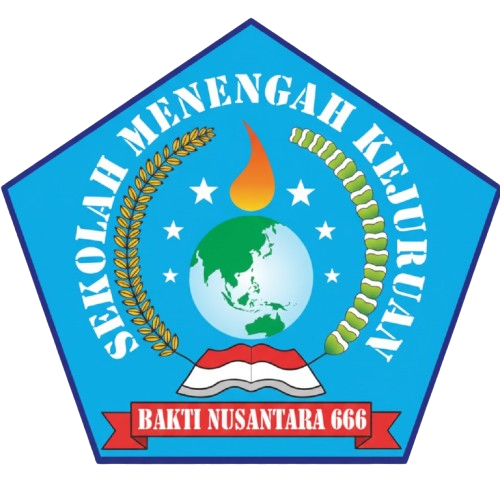 SEKOLAH MENENGAH KEJURUAN
BAKTI NUSANTARA 666